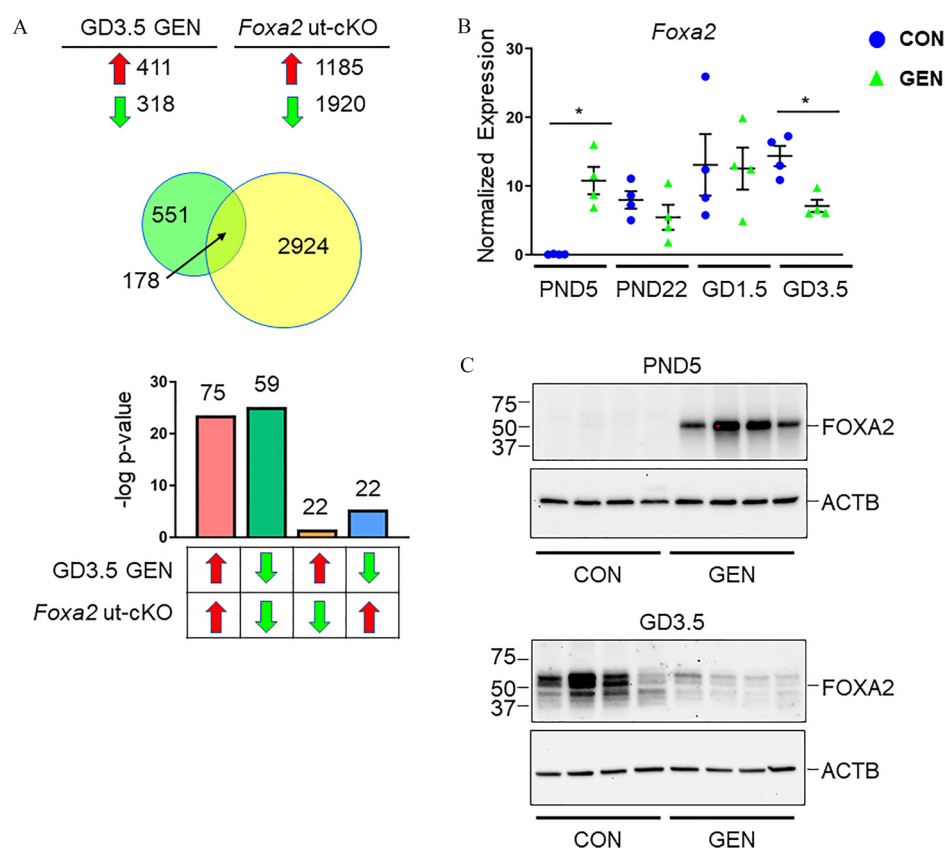 A
GD3.5 GEN
Foxa2 ut-cKO
411
1185
318
1920
551
2924
178
30
20
10
0
-log p-value
75
59
22
22
GD3.5 GEN
Foxa2 ut-cKO
B
Foxa2
CON
GEN
30
20
10
0
Normalized Expression
*
*
PND5
PND22
GD1.5
GD3.5
C
PND5
75
50
37
FOXA2
ACTB
CON
GEN
GD3.5
75
50
37
FOXA2
ACTB
CON
GEN